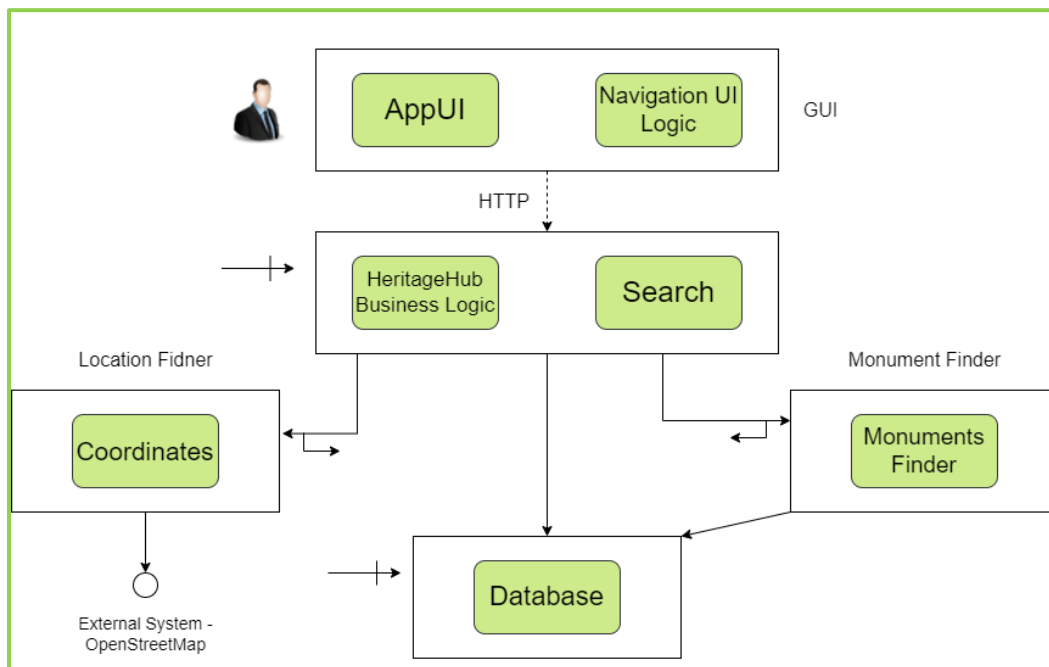 AppUI
Navigation UI
Logic
GUI
HTTP
HeritageHub
Business Logic
Search
Location Fidner
Monument Finder
Coordinates
Monuments
Finder
Database
External System -
OpenStreetMap